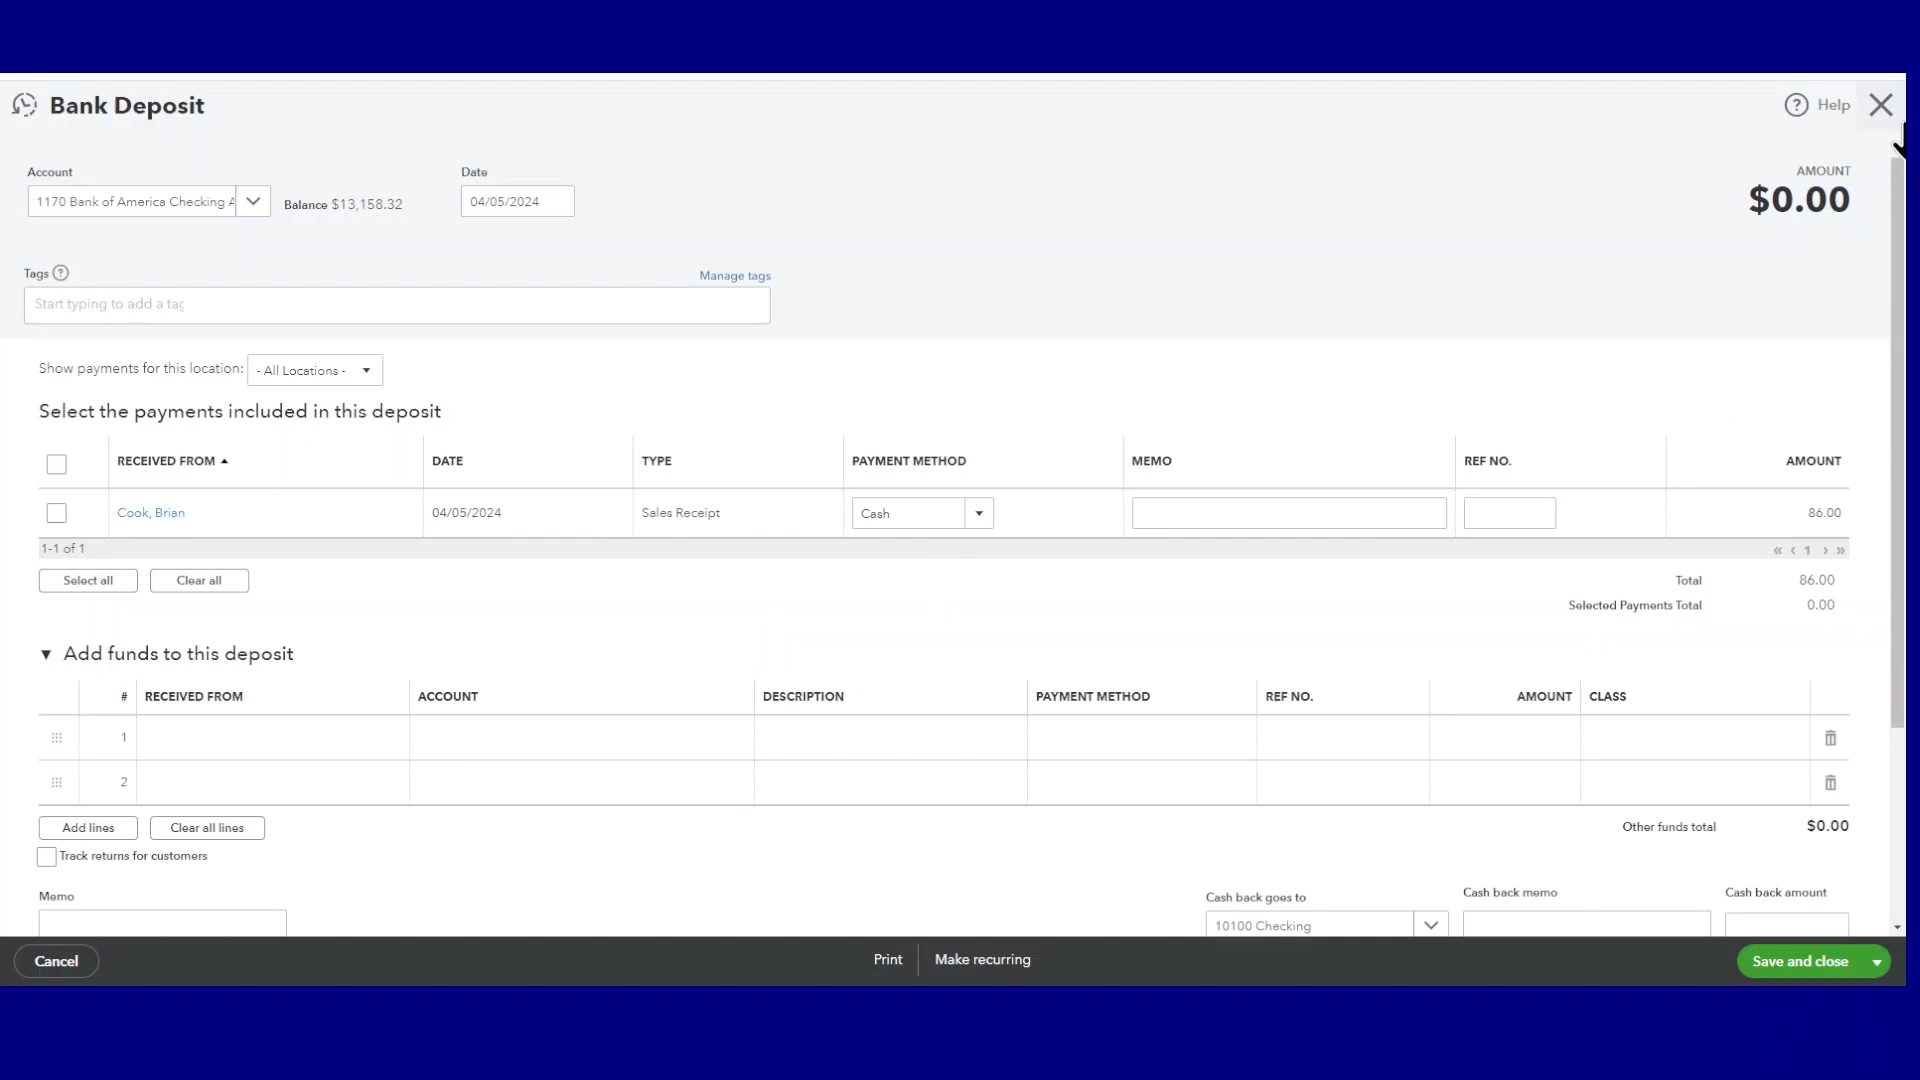 Bank Deposit
? Help
Account
Date
AMOUNT
1170 Bank of America Checking A
Balance $13,158.32
04/05/2024
$0.00
Tags ?
Manage tags
Start typing to add a tag
Show payments for this location: - All Locations -
Select the payments included in this deposit
RECEIVED FROM DATE TYPE PAYMENT METHOD MEMO REF NO. AMOUNT
Cook, Brian 04/05/2024 Sales Receipt Cash 86.00
1-1 of 1 « ‹ 1 › »
Select all Clear all Total 86.00
Selected Payments Total 0.00
Add funds to this deposit
# RECEIVED FROM ACCOUNT DESCRIPTION PAYMENT METHOD REF NO. AMOUNT CLASS
1
2
Add lines Clear all lines Other funds total $0.00
Track returns for customers
Memo Cash back goes to Cash back memo Cash back amount
10100 Checking
Cancel Print Make recurring Save and close